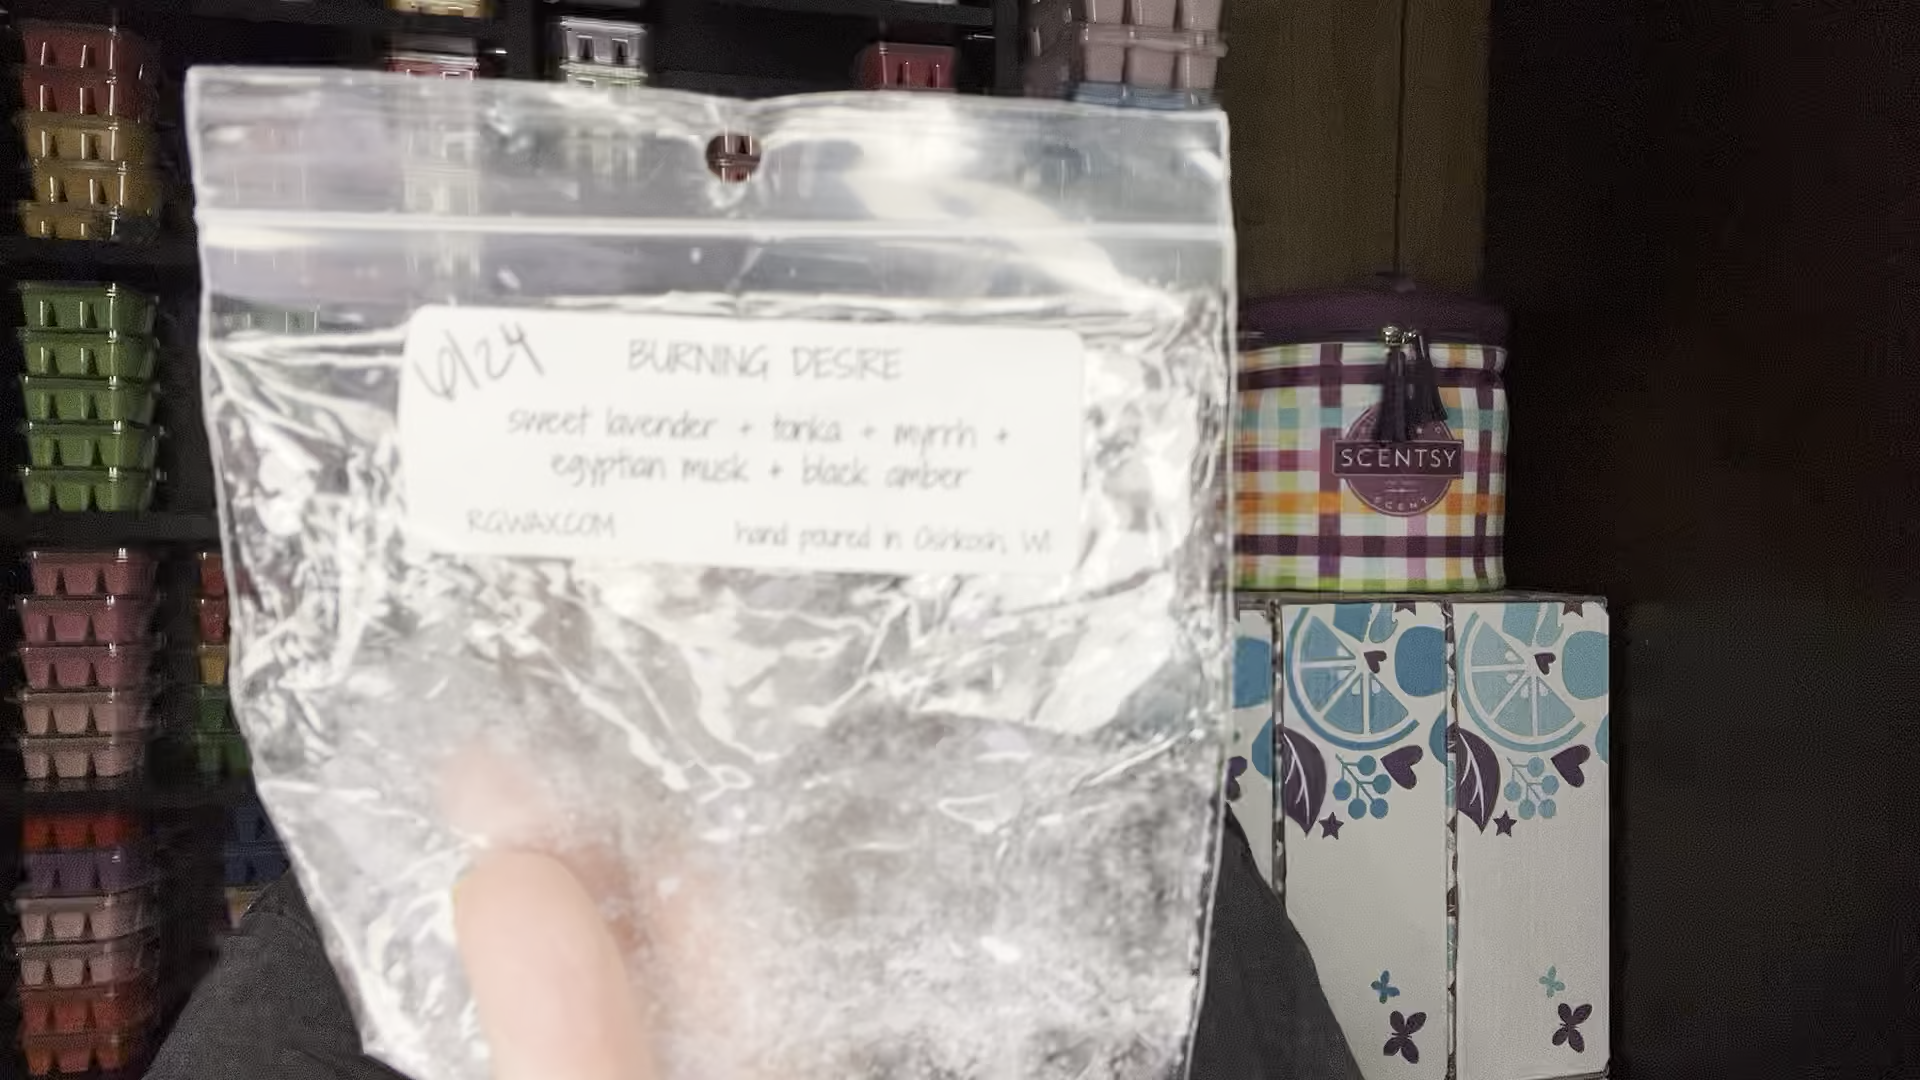 6/24
BURNING DESIRE
sweet lavender + tonka + myrrh +
egyptian musk + black amber
RGWAX.COM
hand poured in Oshkosh, WI
SCENTSY